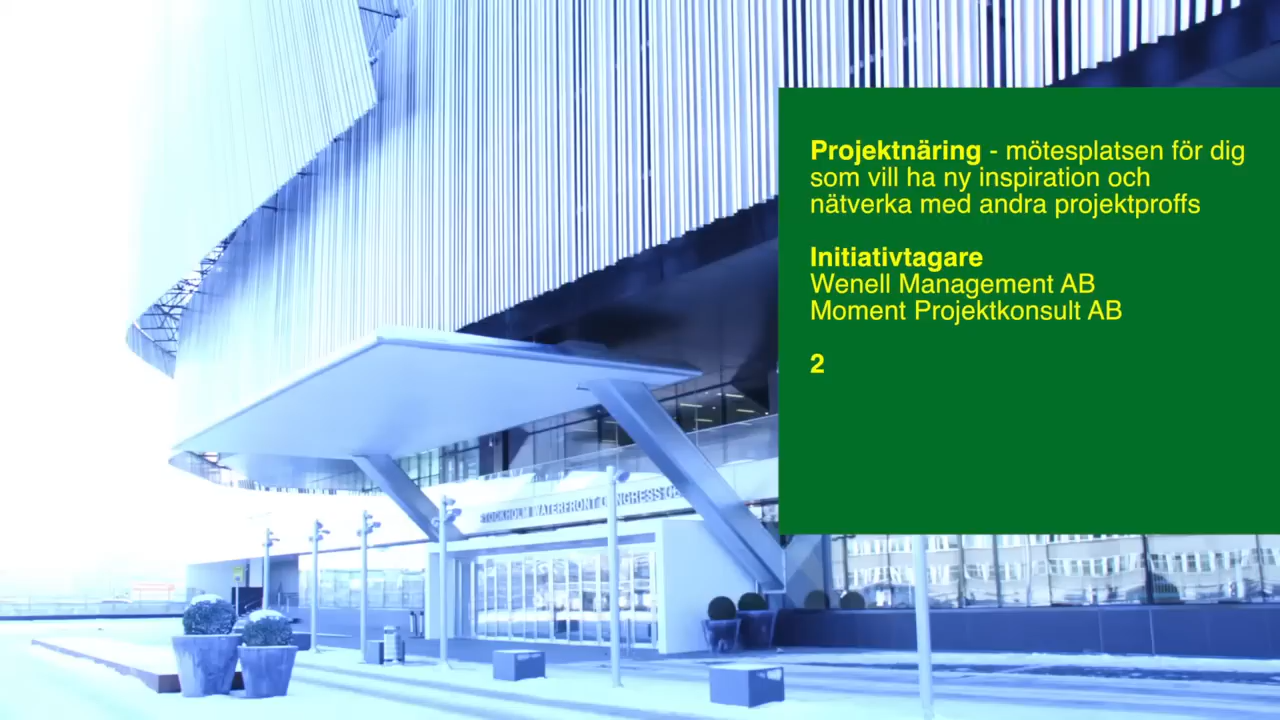 Projektnäring - mötesplatsen för dig
som vill ha ny inspiration och
nätverka med andra projektproffs
Initiativtagare
Wenell Management AB
Moment Projektkonsult AB
2
STOCKHOLM WATERFRONT CONGRESS